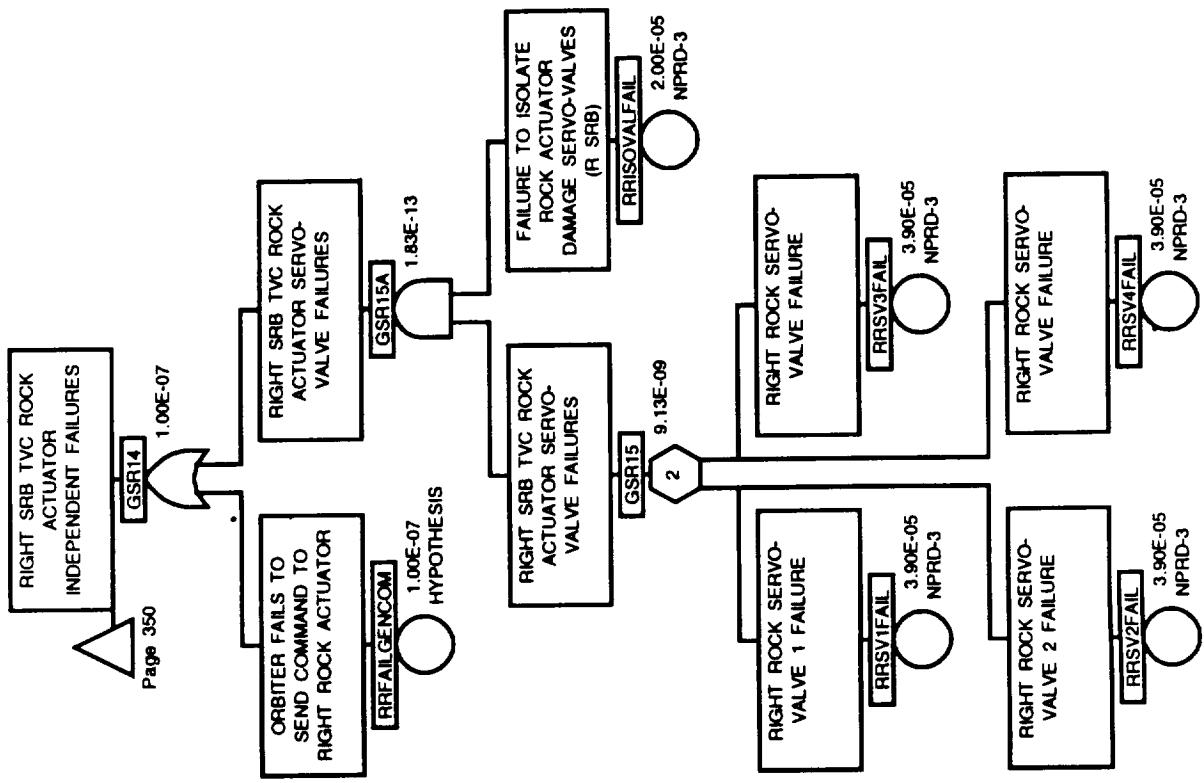 RIGHT SRB TVC ROCK
ACTUATOR
INDEPENDENT FAILURES
GSR14
1.00E-07
Page 350
ORBITER FAILS TO
SEND COMMAND TO
RIGHT ROCK ACTUATOR
RRFAILGENCOM
1.00E-07
HYPOTHESIS
RIGHT SRB TVC ROCK
ACTUATOR SERVO-
VALVE FAILURES
GSR15A
1.83E-13
RIGHT SRB TVC ROCK
ACTUATOR SERVO-
VALVE FAILURES
GSR15
9.13E-09
2
FAILURE TO ISOLATE
ROCK ACTUATOR
DAMAGE SERVO-VALVES
(R SRB)
RRISOVALFAIL
2.00E-05
NPRD-3
RIGHT ROCK SERVO-
VALVE 1 FAILURE
RRSV1FAIL
3.90E-05
NPRD-3
RIGHT ROCK SERVO-
VALVE FAILURE
RRSV3FAIL
3.90E-05
NPRD-3
RIGHT ROCK SERVO-
VALVE 2 FAILURE
RRSV2FAIL
3.90E-05
NPRD-3
RIGHT ROCK SERVO-
VALVE FAILURE
RRSV4FAIL
3.90E-05
NPRD-3